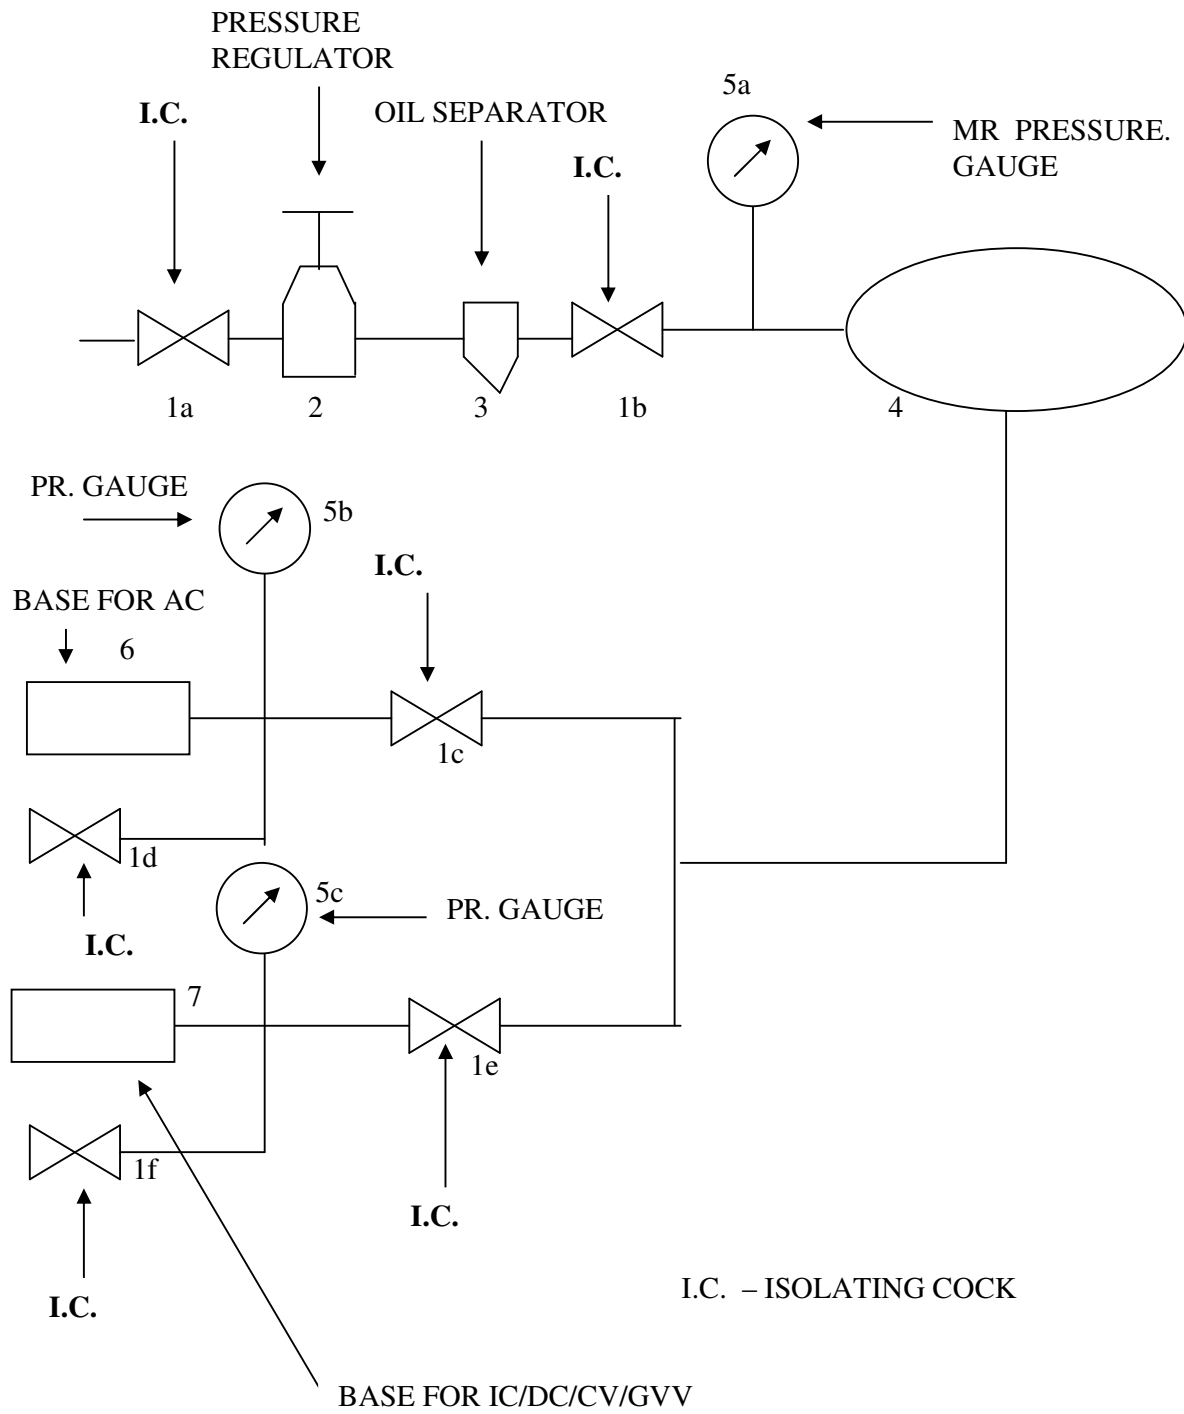 PRESSURE
REGULATOR
5a
I.C.
OIL SEPARATOR
MR PRESSURE.
GAUGE
I.C.
1a
2
3
1b
4
PR. GAUGE
5b
I.C.
BASE FOR AC
6
1c
1d
5c
PR. GAUGE
I.C.
7
1e
1f
I.C.
I.C. – ISOLATING COCK
I.C.
BASE FOR IC/DC/CV/GVV